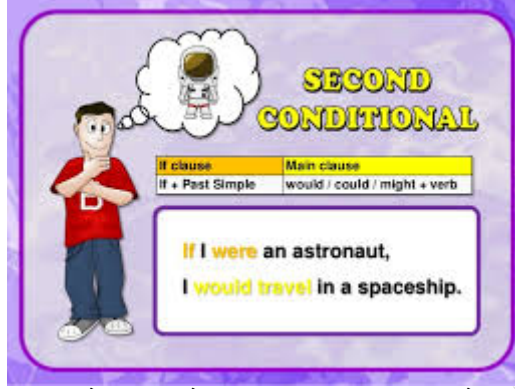 SECOND
CONDITIONAL
If clause Main clause
If + Past Simple would / could / might + verb
If I were an astronaut,
I would travel in a spaceship.